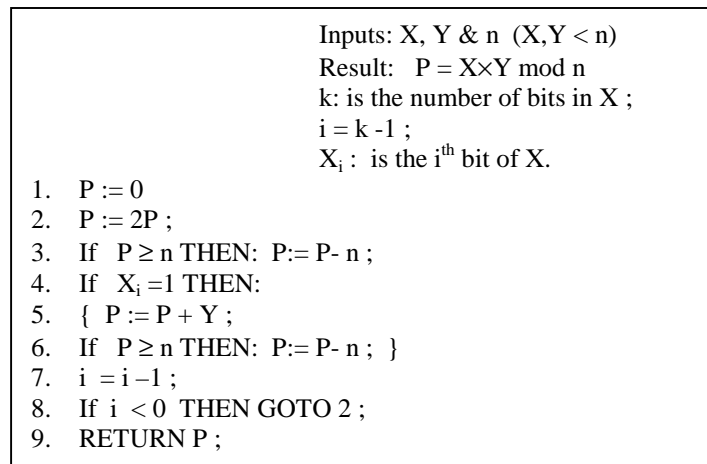 Inputs: X, Y & n (X,Y < n)
Result: P = X×Y mod n
k: is the number of bits in X ;
i = k -1 ;
Xᵢ : is the iᵗʰ bit of X.
1. P := 0
2. P := 2P ;
3. If P ≥ n THEN: P:= P- n ;
4. If Xᵢ =1 THEN:
5. { P := P + Y ;
6. If P ≥ n THEN: P:= P- n ; }
7. i = i –1 ;
8. If i < 0 THEN GOTO 2 ;
9. RETURN P ;